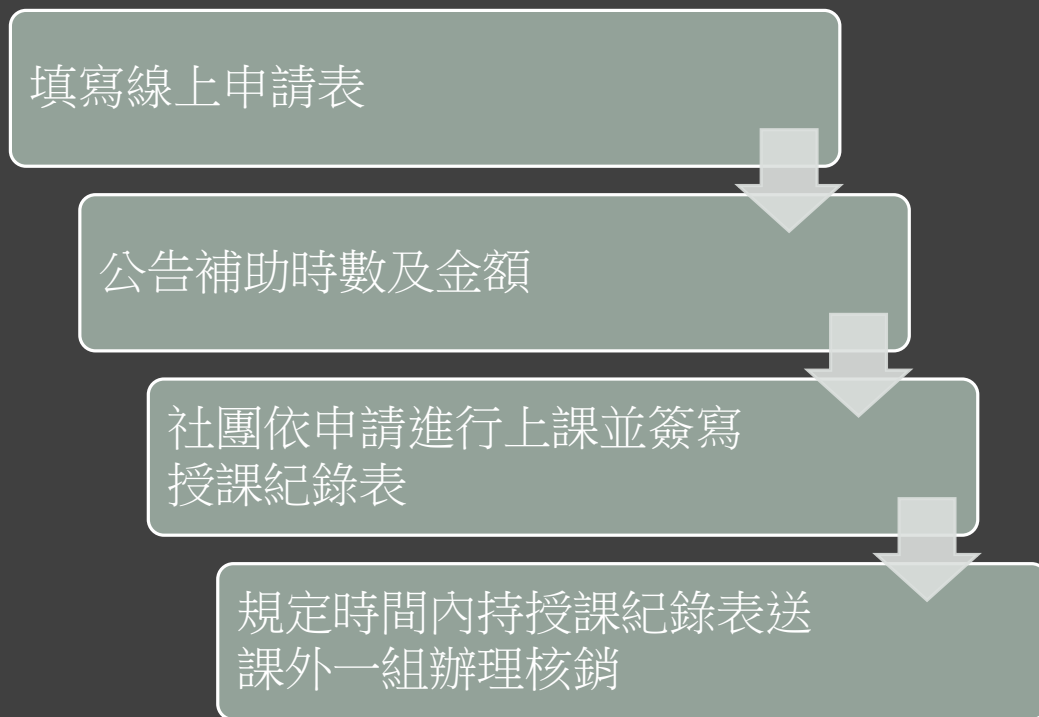 填寫線上申請表
公告補助時數及金額
社團依申請進行上課並簽寫
授課紀錄表
規定時間內持授課紀錄表送
課外一組辦理核銷